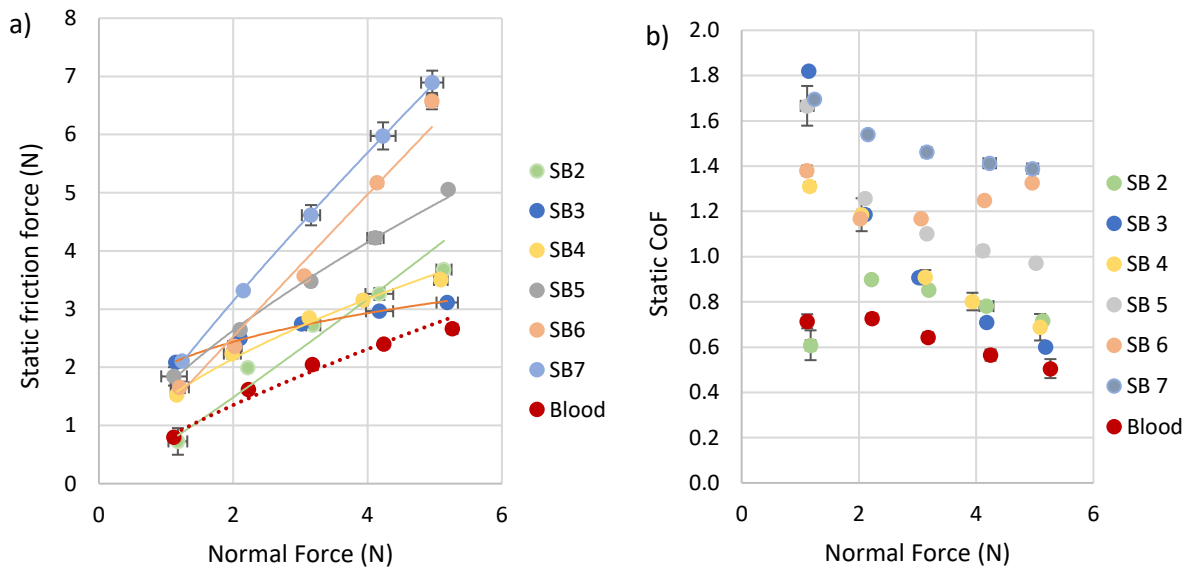 a)
Static friction force (N)
8
7
6
5
4
3
2
1
0
0 2 4 6
Normal Force (N)
SB2
SB3
SB4
SB5
SB6
SB7
Blood
b)
Static CoF
2.0
1.8
1.6
1.4
1.2
1.0
0.8
0.6
0.4
0.2
0.0
0 2 4 6
Normal Force (N)
SB 2
SB 3
SB 4
SB 5
SB 6
SB 7
Blood